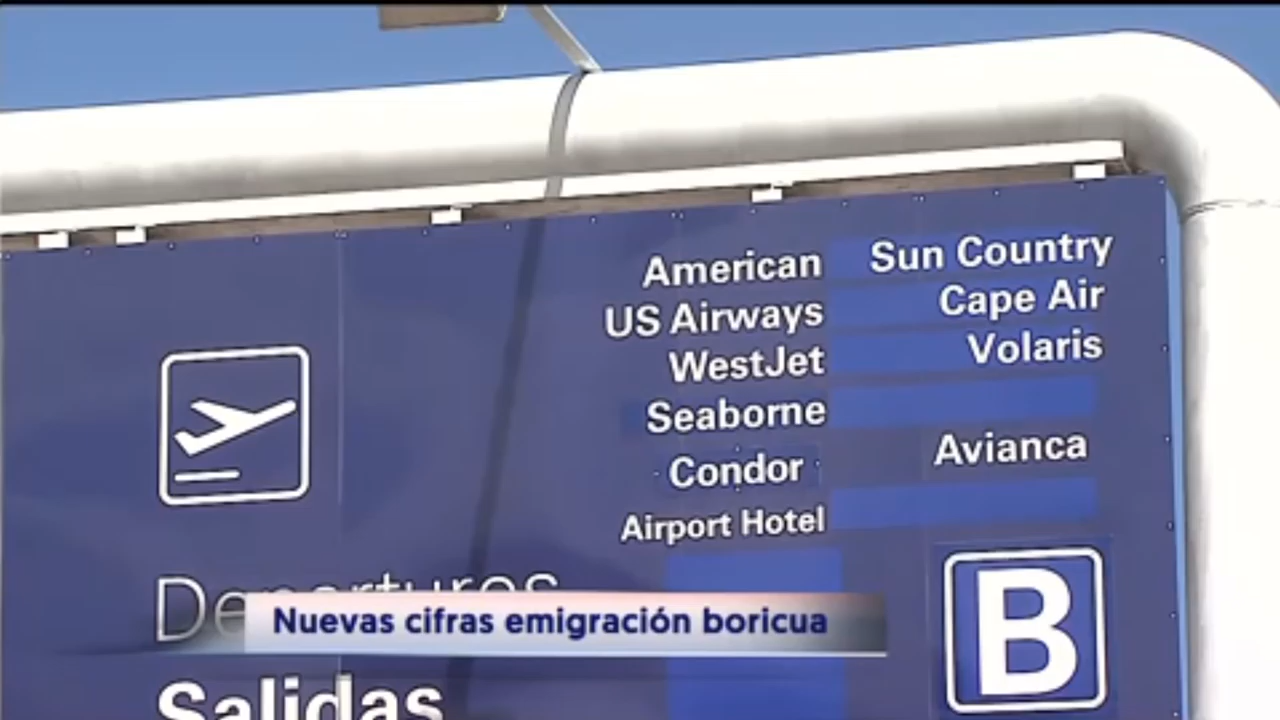 American
US Airways
WestJet
Seaborne
Condor
Airport Hotel
Sun Country
Cape Air
Volaris
Avianca
B
Departures
Salidas
Nuevas cifras emigración boricua